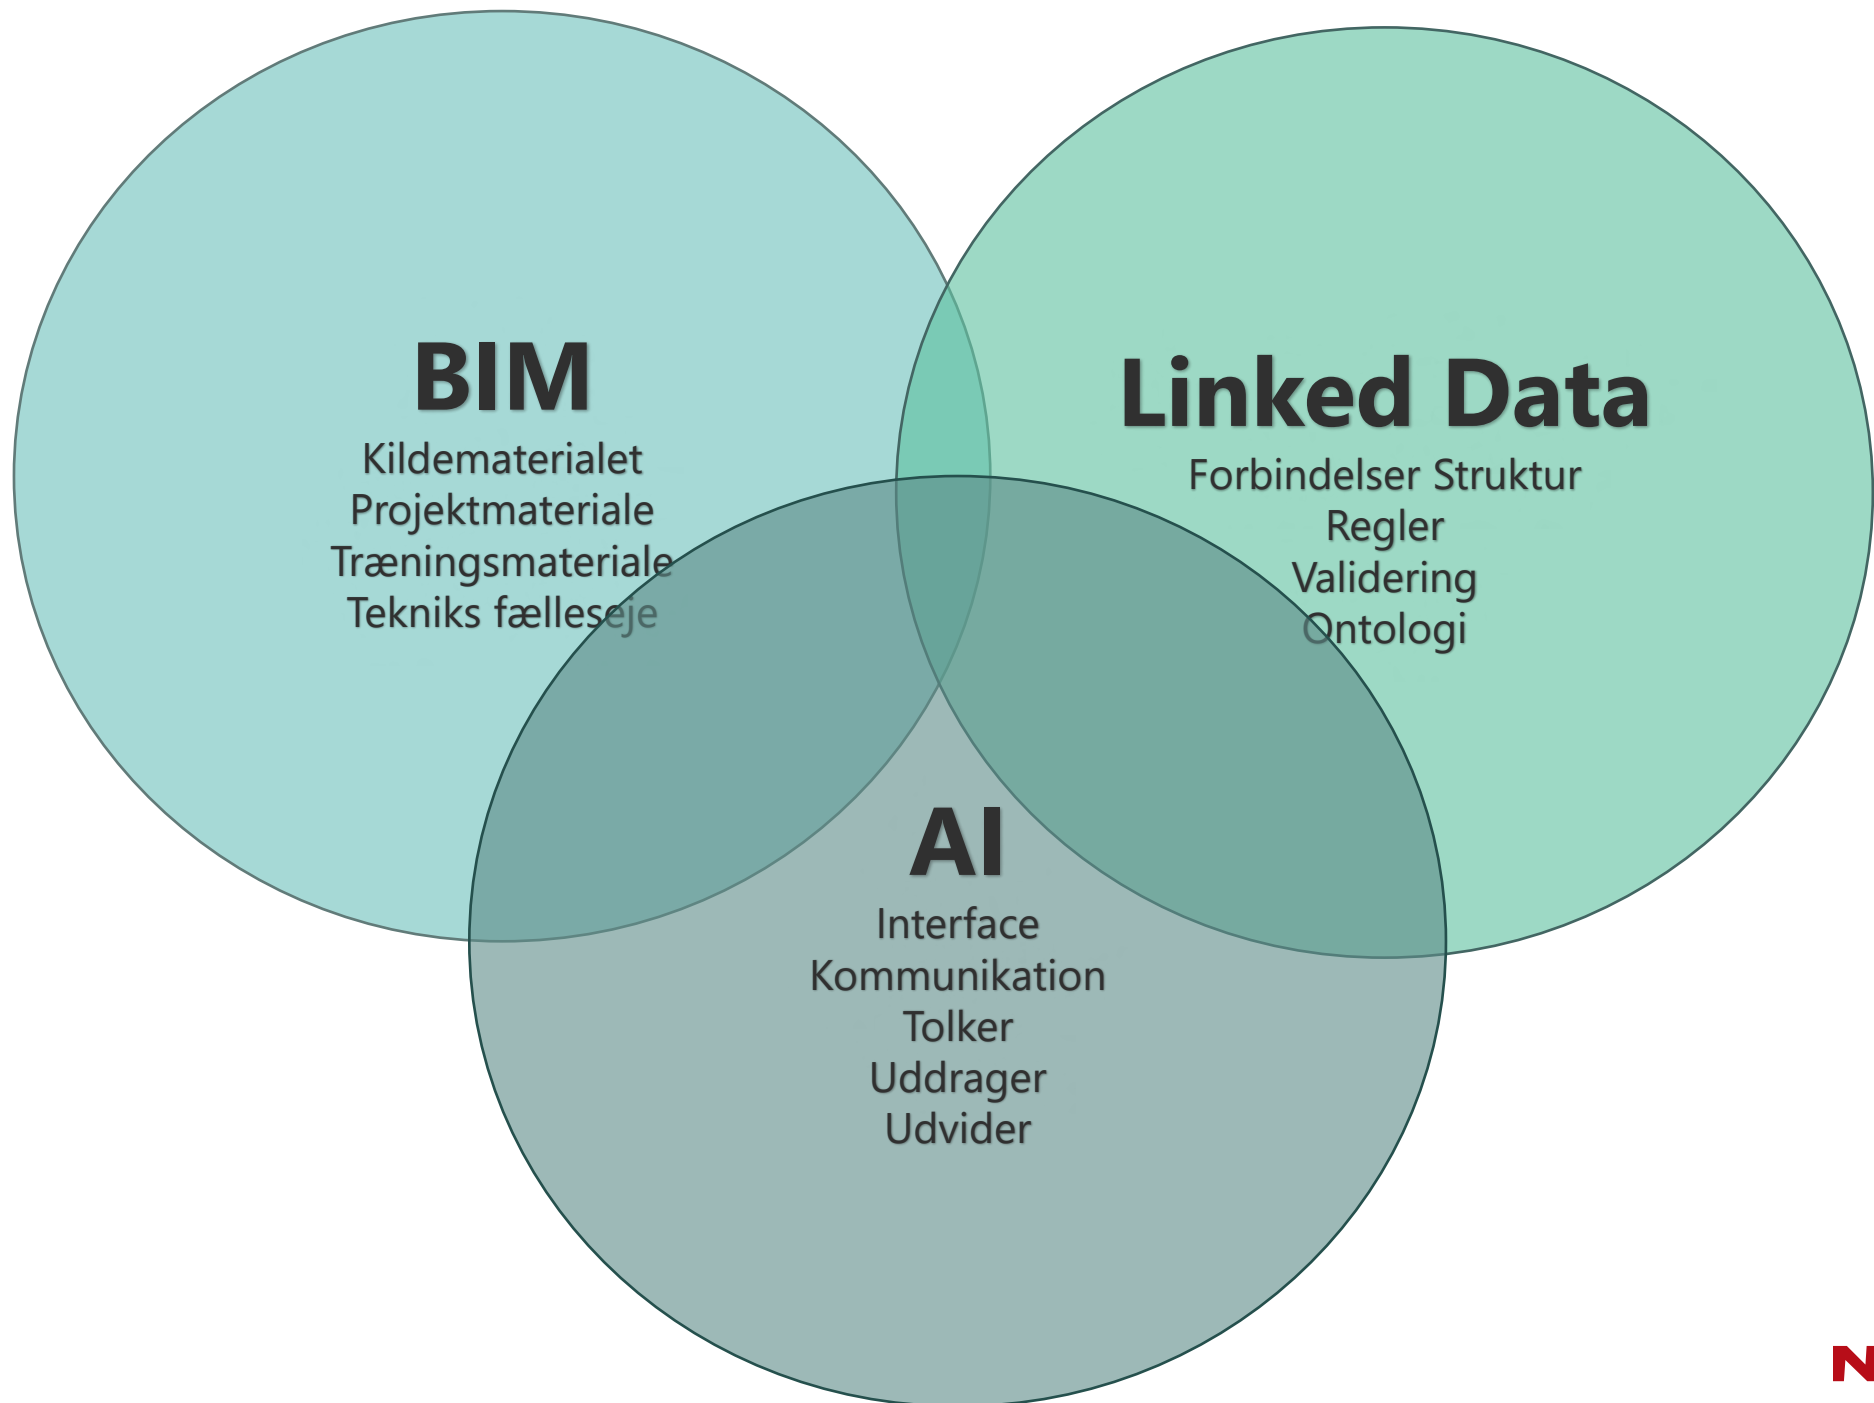 BIM
Kildematerialet
Projektmateriale
Træningsmateriale
Tekniks fælleseje
Linked Data
Forbindelser Struktur
Regler
Validering
Ontologi
AI
Interface
Kommunikation
Tolker
Uddrager
Udvider
N